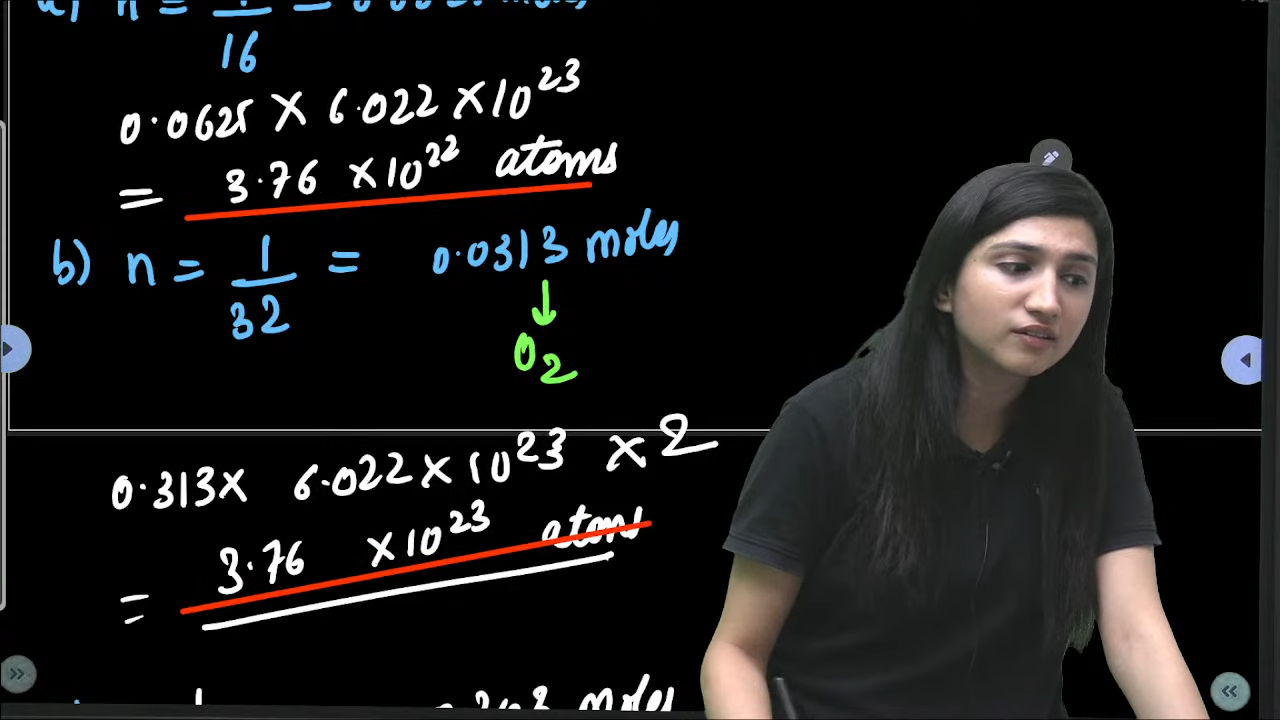 16
0.0625 × 6.022 × 10²³
= 3.76 × 10²² atoms
b) n = 1/32 = 0.0313 moles
↓
O₂
0.313 × 6.022 × 10²³ × 2
= 3.76 × 10²³ atoms
moles